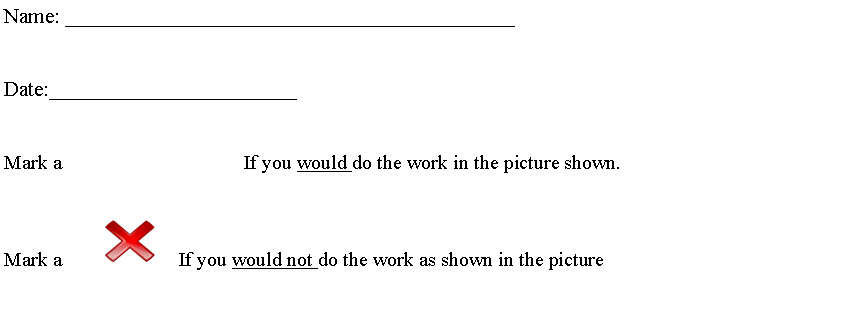 Name: ___________________________________________
Date:________________________
Mark a If you would do the work in the picture shown.
Mark a If you would not do the work as shown in the picture